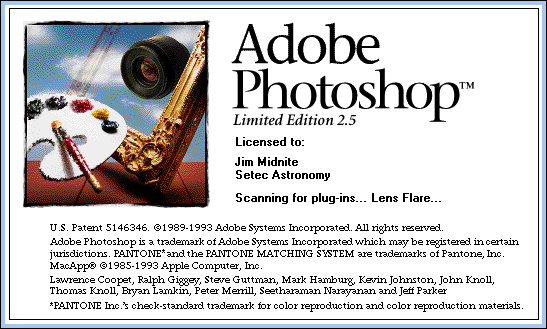 Adobe
Photoshop™
Limited Edition 2.5
Licensed to:
Jim Midnite
Setec Astronomy
Scanning for plug-ins... Lens Flare...
U.S. Patent 5146346. ©1989-1993 Adobe Systems Incorporated. All rights reserved.
Adobe Photoshop is a trademark of Adobe Systems Incorporated which may be registered in certain
jurisdictions. PANTONE* and the PANTONE MATCHING SYSTEM are trademarks of Pantone, Inc.
MacApp® ©1985-1993 Apple Computer, Inc.
Lawrence Coopet, Ralph Giggey, Steve Guttman, Mark Hamburg, Kevin Johnston, John Knoll,
Thomas Knoll, Bryan Lamkin, Peter Merrill, Seetharaman Narayanan and Jeff Parker
*PANTONE Inc.'s check-standard trademark for color reproduction and color reproduction materials.